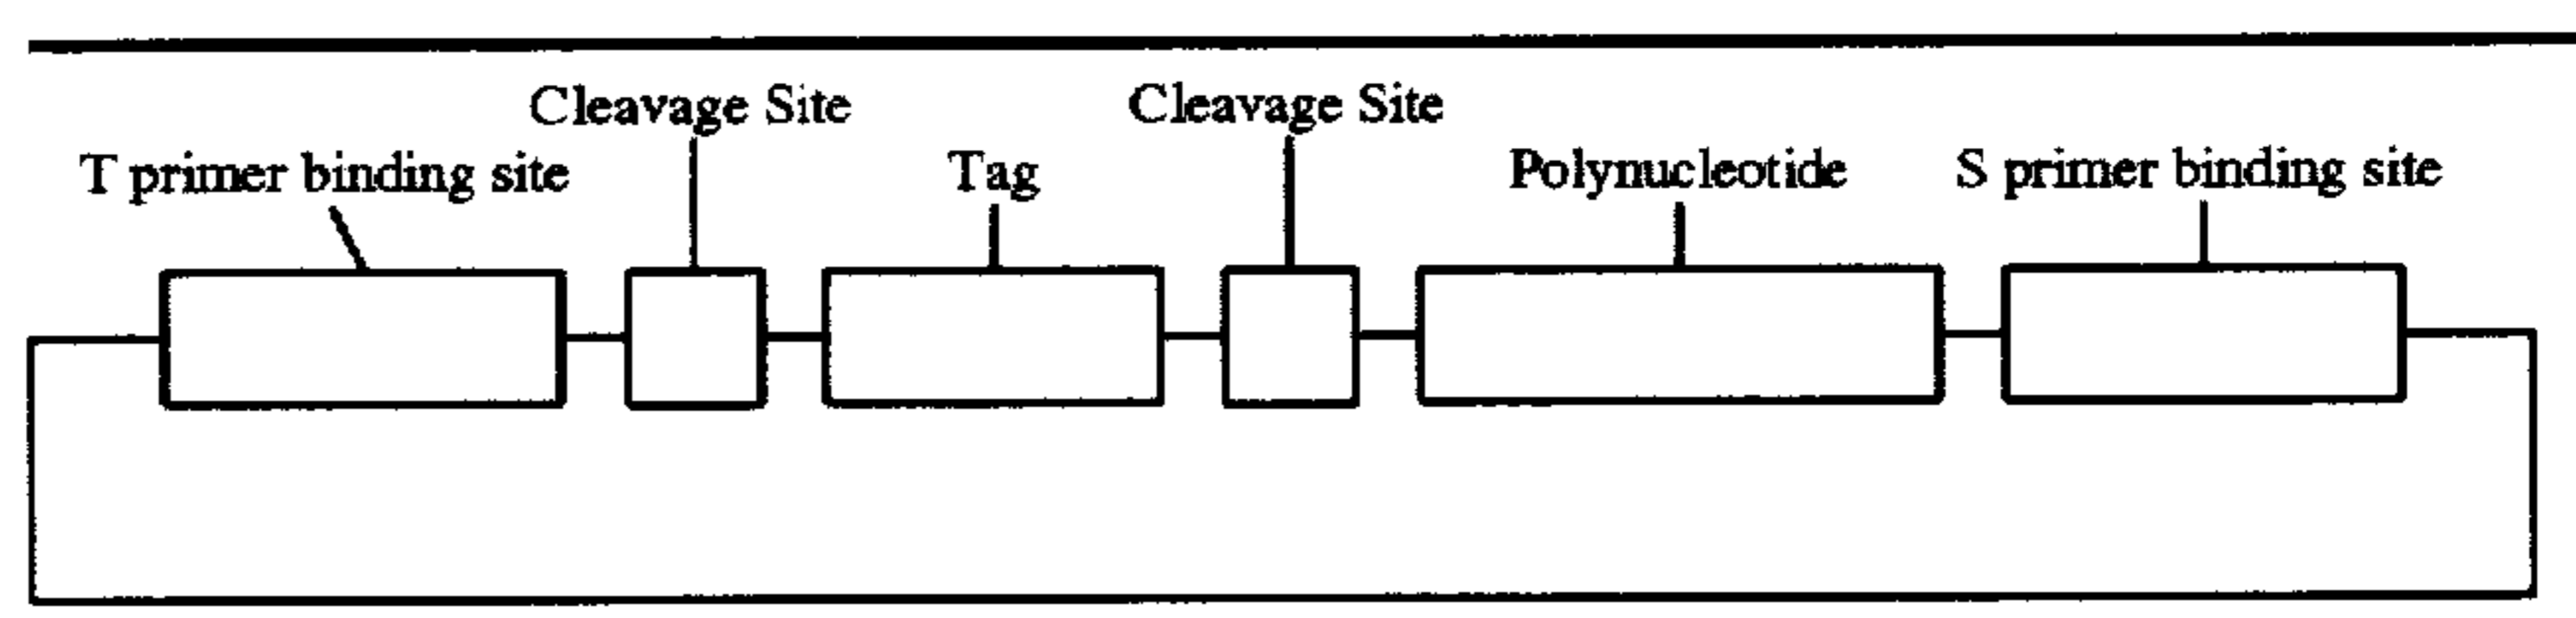 Cleavage Site
Cleavage Site
T primer binding site
Tag
Polynucleotide
S primer binding site